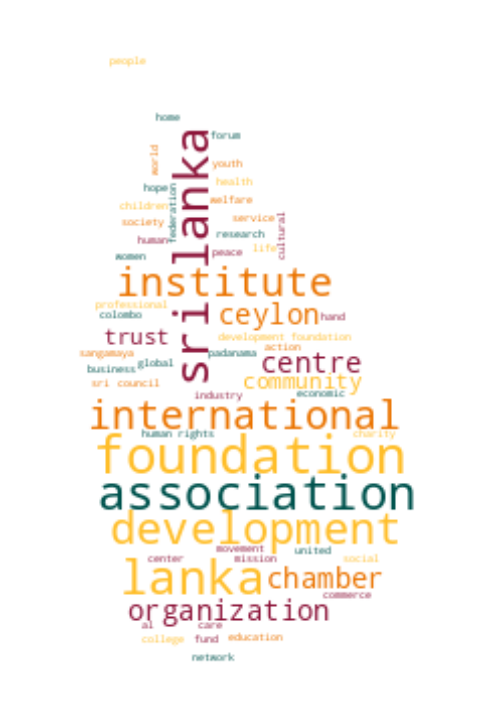 people
home
forum
world
youth
health
hope
federation
sri lanka
children
welfare
society
service
cultural
research
human
peace
life
women
institute
professional
colombo
ceylon
hand
trust
development foundation
action
sangamaya
padanama
centre
global
business
sri council
community
industry
economic
international
human rights
charity
foundation
association
development
movement
united
center
mission
social
lanka
chamber
commerce
organization
al
care
college
fund
education
network